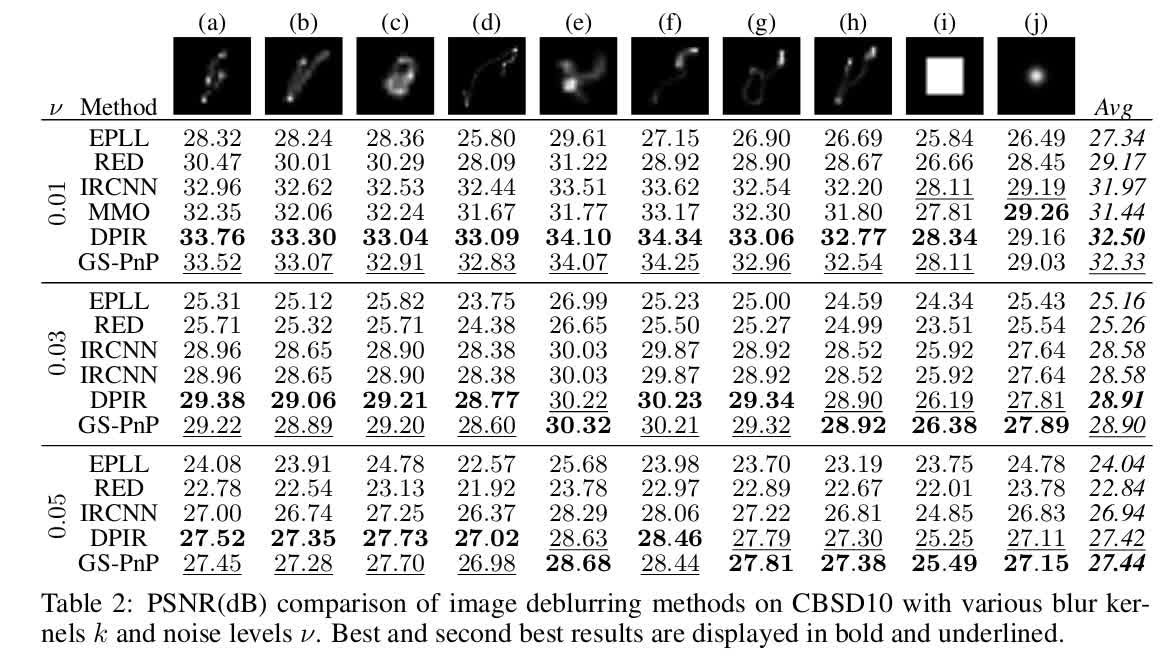 (a) (b) (c) (d) (e) (f) (g) (h) (i) (j)
ν Method Avg
0.01
EPLL 28.32 28.24 28.36 25.80 29.61 27.15 26.90 26.69 25.84 26.49 27.34
RED 30.47 30.01 30.29 28.09 31.22 28.92 28.90 28.67 26.66 28.45 29.17
IRCNN 32.96 32.62 32.53 32.44 33.51 33.62 32.54 32.20 28.11 29.19 31.97
MMO 32.35 32.06 32.24 31.67 31.77 33.17 32.30 31.80 27.81 29.26 31.44
DPIR 33.76 33.30 33.04 33.09 34.10 34.34 33.06 32.77 28.34 29.16 32.50
GS-PnP 33.52 33.07 32.91 32.83 34.07 34.25 32.96 32.54 28.11 29.03 32.33
0.03
EPLL 25.31 25.12 25.82 23.75 26.99 25.23 25.00 24.59 24.34 25.43 25.16
RED 25.71 25.32 25.71 24.38 26.65 25.50 25.27 24.99 23.51 25.54 25.26
IRCNN 28.96 28.65 28.90 28.38 30.03 29.87 28.92 28.52 25.92 27.64 28.58
IRCNN 28.96 28.65 28.90 28.38 30.03 29.87 28.92 28.52 25.92 27.64 28.58
DPIR 29.38 29.06 29.21 28.77 30.22 30.23 29.34 28.90 26.19 27.81 28.91
GS-PnP 29.22 28.89 29.20 28.60 30.32 30.21 29.32 28.92 26.38 27.89 28.90
0.05
EPLL 24.08 23.91 24.78 22.57 25.68 23.98 23.70 23.19 23.75 24.78 24.04
RED 22.78 22.54 23.13 21.92 23.78 22.97 22.89 22.67 22.01 23.78 22.84
IRCNN 27.00 26.74 27.25 26.37 28.29 28.06 27.22 26.81 24.85 26.83 26.94
DPIR 27.52 27.35 27.73 27.02 28.63 28.46 27.79 27.30 25.25 27.11 27.42
GS-PnP 27.45 27.28 27.70 26.98 28.68 28.44 27.81 27.38 25.49 27.15 27.44
Table 2: PSNR(dB) comparison of image deblurring methods on CBSD10 with various blur ker-
nels k and noise levels ν. Best and second best results are displayed in bold and underlined.